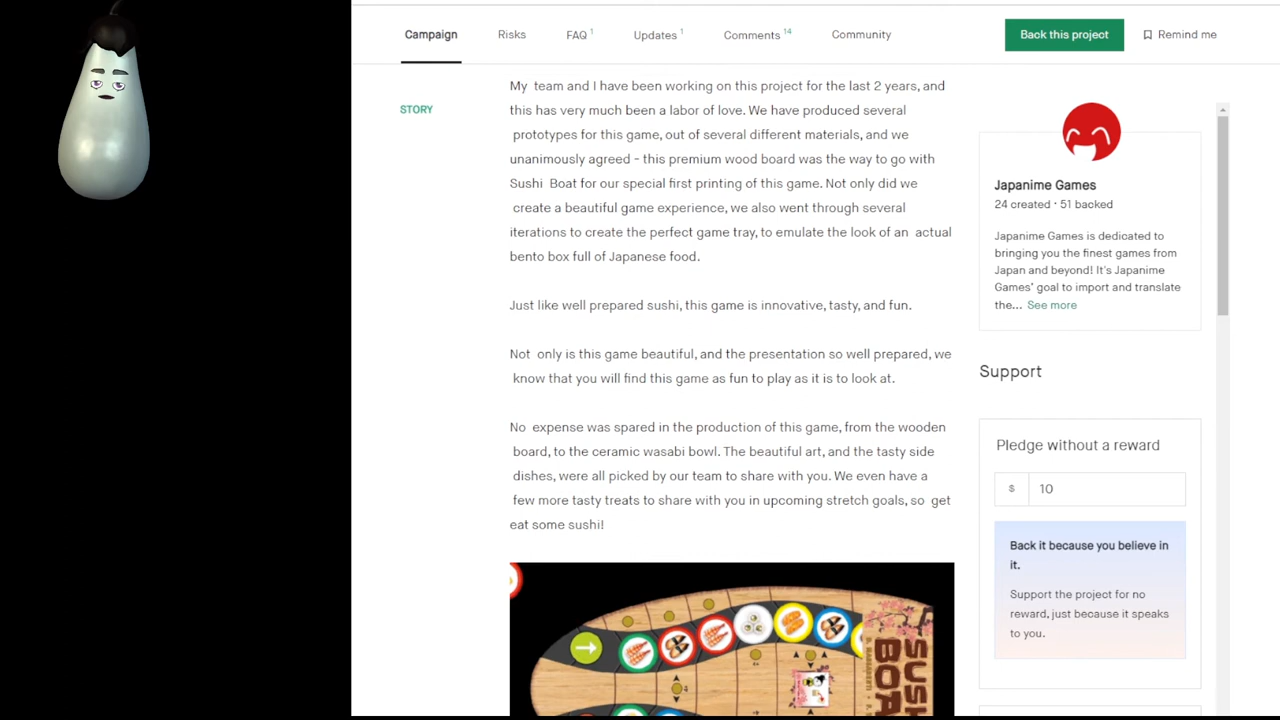 Campaign Risks FAQ 1 Updates 1 Comments 14 Community Back this project Remind me
STORY
My team and I have been working on this project for the last 2 years, and
this has very much been a labor of love. We have produced several
prototypes for this game, out of several different materials, and we
unanimously agreed - this premium wood board was the way to go with
Sushi Boat for our special first printing of this game. Not only did we
create a beautiful game experience, we also went through several
iterations to create the perfect game tray, to emulate the look of an actual
bento box full of Japanese food.
Just like well prepared sushi, this game is innovative, tasty, and fun.
Not only is this game beautiful, and the presentation so well prepared, we
know that you will find this game as fun to play as it is to look at.
No expense was spared in the production of this game, from the wooden
board, to the ceramic wasabi bowl. The beautiful art, and the tasty side
dishes, were all picked by our team to share with you. We even have a
few more tasty treats to share with you in upcoming stretch goals, so get
eat some sushi!
Japanime Games
24 created · 51 backed
Japanime Games is dedicated to
bringing you the finest games from
Japan and beyond! It's Japanime
Games' goal to import and translate
the... See more
Support
Pledge without a reward
$ 10
Back it because you believe in
it.
Support the project for no
reward, just because it speaks
to you.